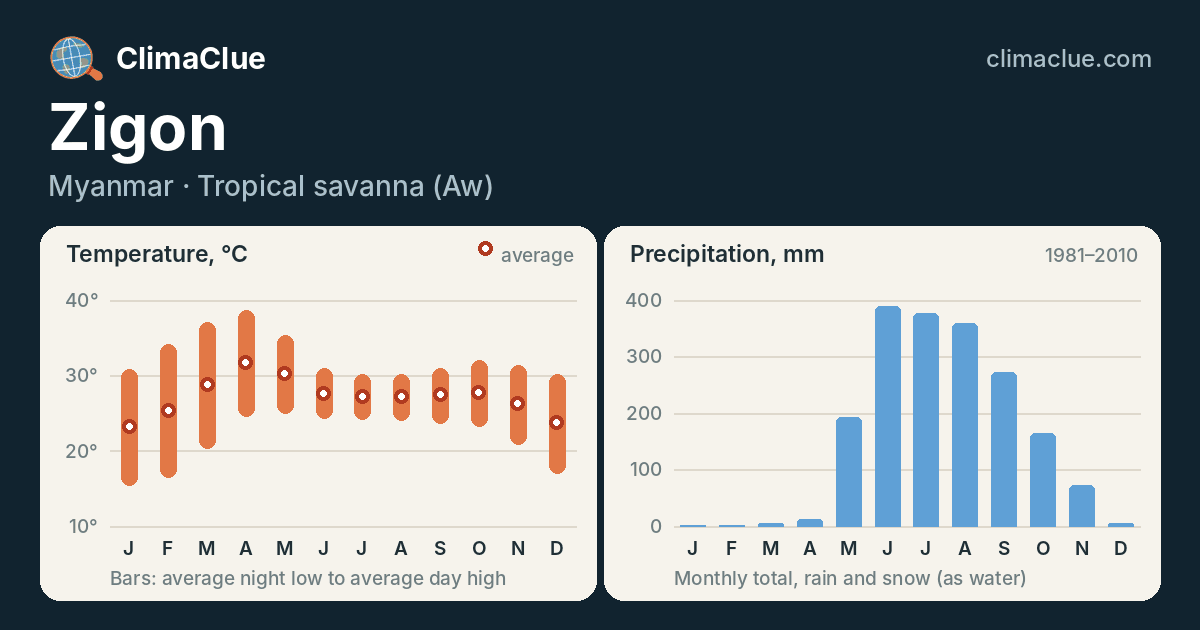 ClimaClue
climaclue.com
Zigon
Myanmar · Tropical savanna (Aw)
Temperature, °C
average
40°
30°
20°
10°
J F M A M J J A S O N D
Bars: average night low to average day high
Precipitation, mm
1981–2010
400
300
200
100
0
J F M A M J J A S O N D
Monthly total, rain and snow (as water)